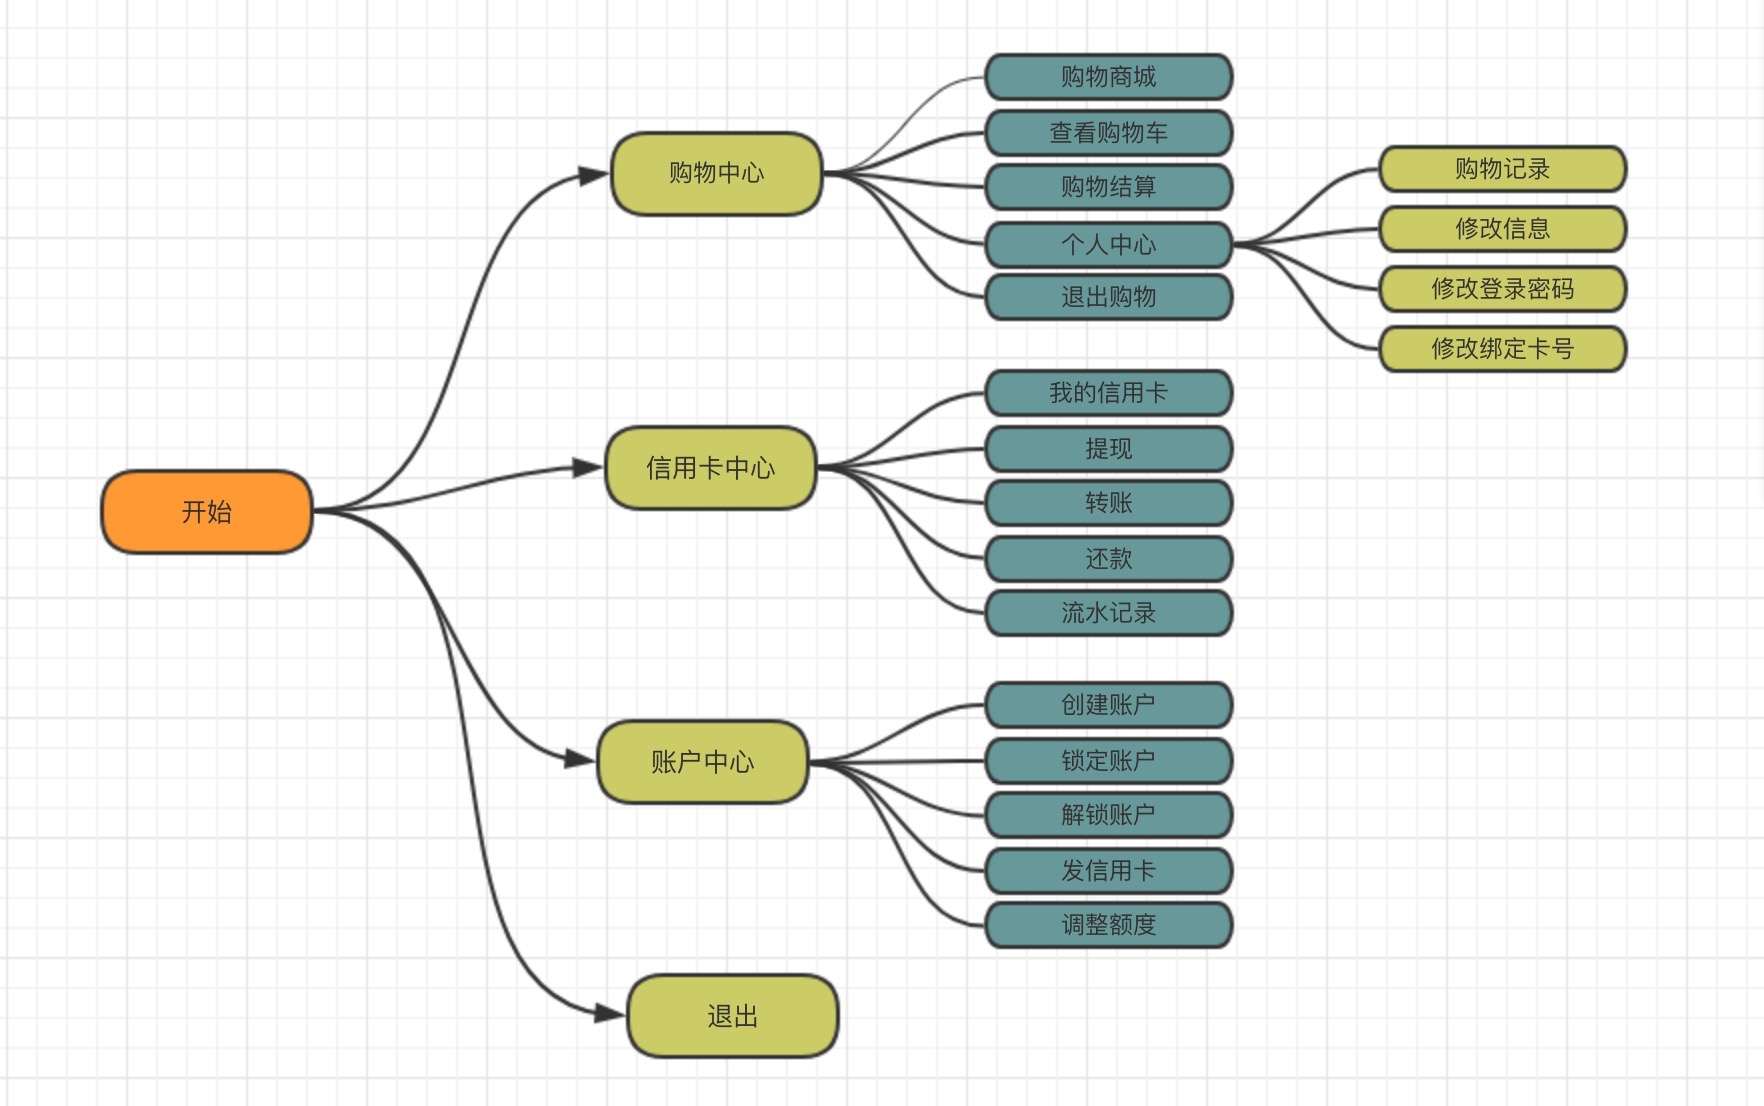 开始
购物中心
购物商城
查看购物车
购物结算
个人中心
退出购物
购物记录
修改信息
修改登录密码
修改绑定卡号
信用卡中心
我的信用卡
提现
转账
还款
流水记录
账户中心
创建账户
锁定账户
解锁账户
发信用卡
调整额度
退出